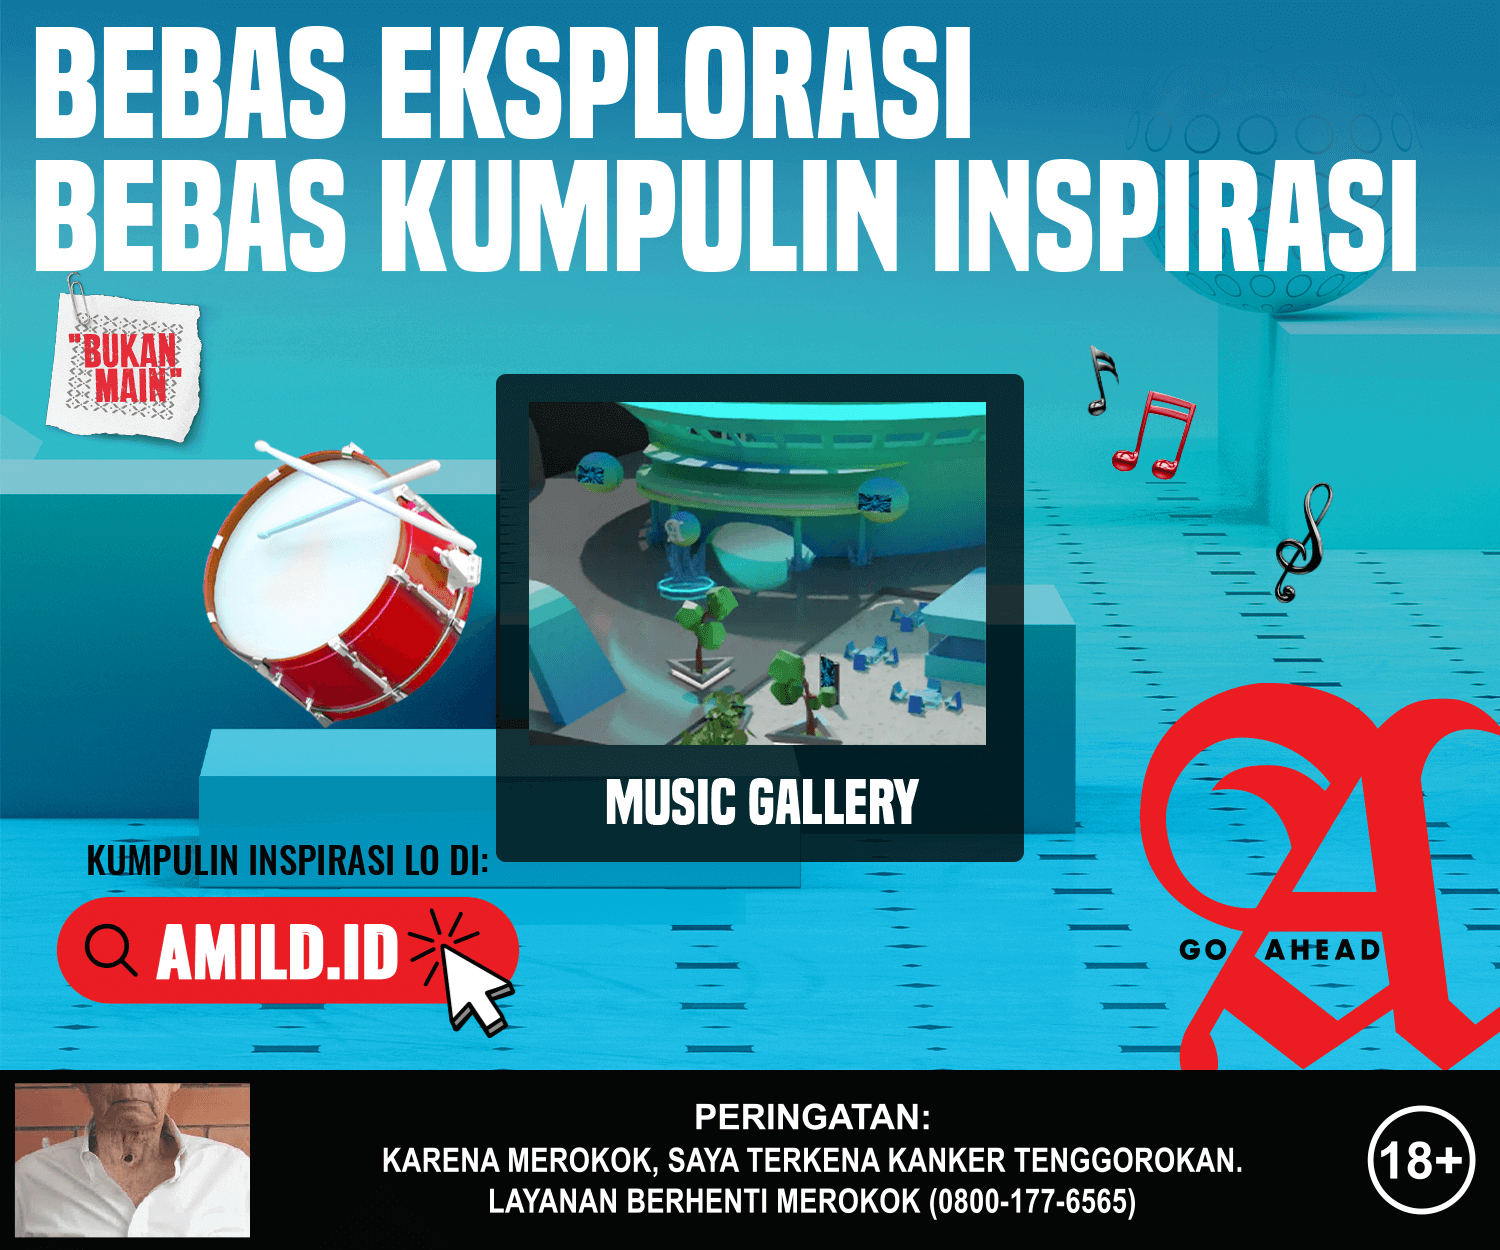 BEBAS EKSPLORASI
BEBAS KUMPULIN INSPIRASI
"BUKAN
MAIN"
MUSIC GALLERY
KUMPULIN INSPIRASI LO DI:
AMILD.ID
A
GO AHEAD
PERINGATAN:
KARENA MEROKOK, SAYA TERKENA KANKER TENGGOROKAN.
LAYANAN BERHENTI MEROKOK (0800-177-6565)
18+